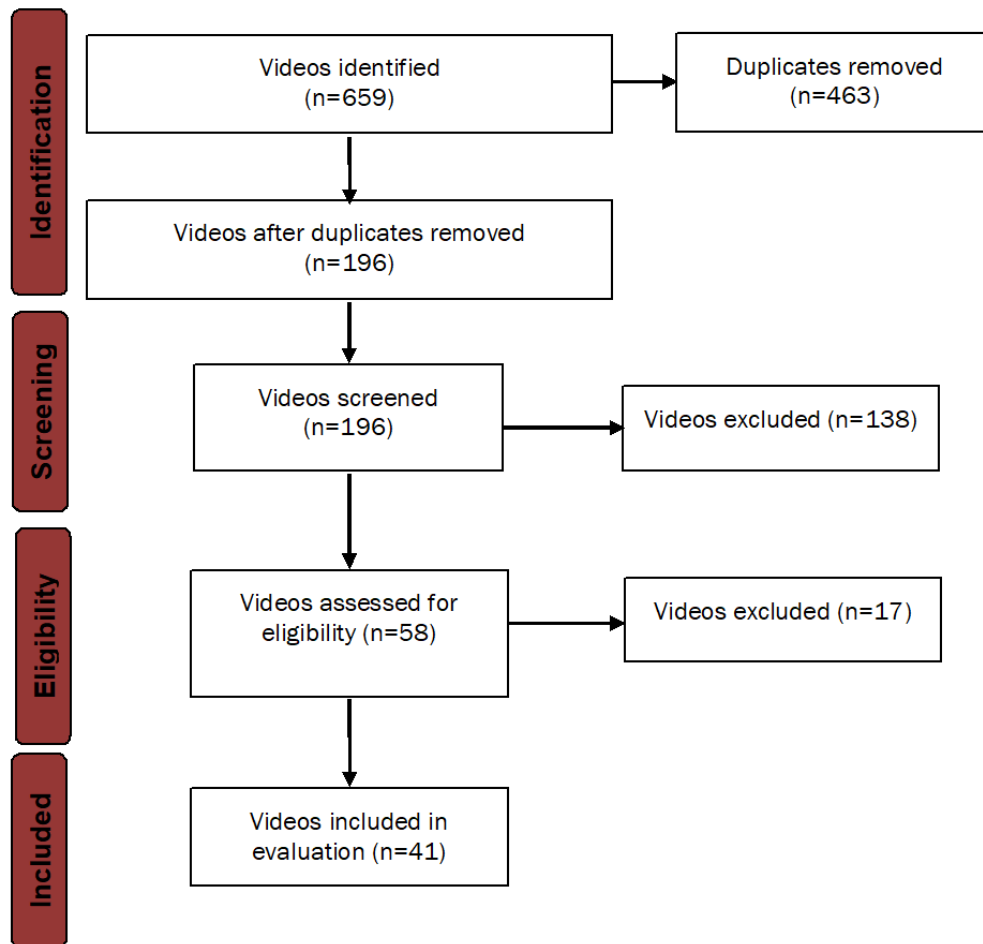 Identification
Videos identified
(n=659)
Duplicates removed
(n=463)
Videos after duplicates removed
(n=196)
Screening
Videos screened
(n=196)
Videos excluded (n=138)
Eligibility
Videos assessed for
eligibility (n=58)
Videos excluded (n=17)
Included
Videos included in
evaluation (n=41)